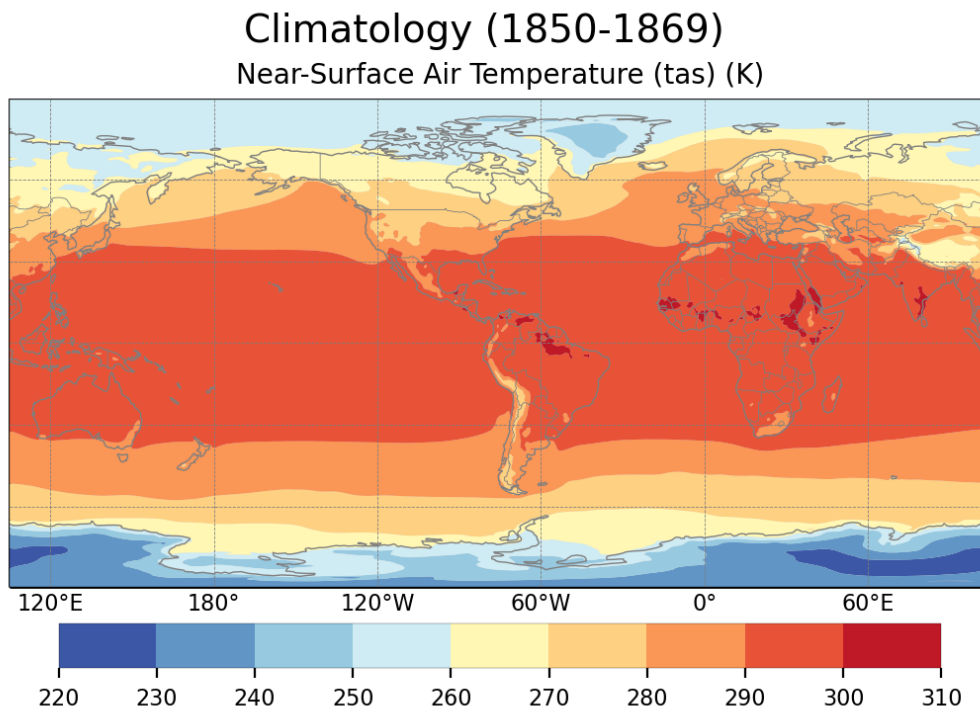 Climatology (1850-1869)
Near-Surface Air Temperature (tas) (K)
120°E 180° 120°W 60°W 0° 60°E
220 230 240 250 260 270 280 290 300 310